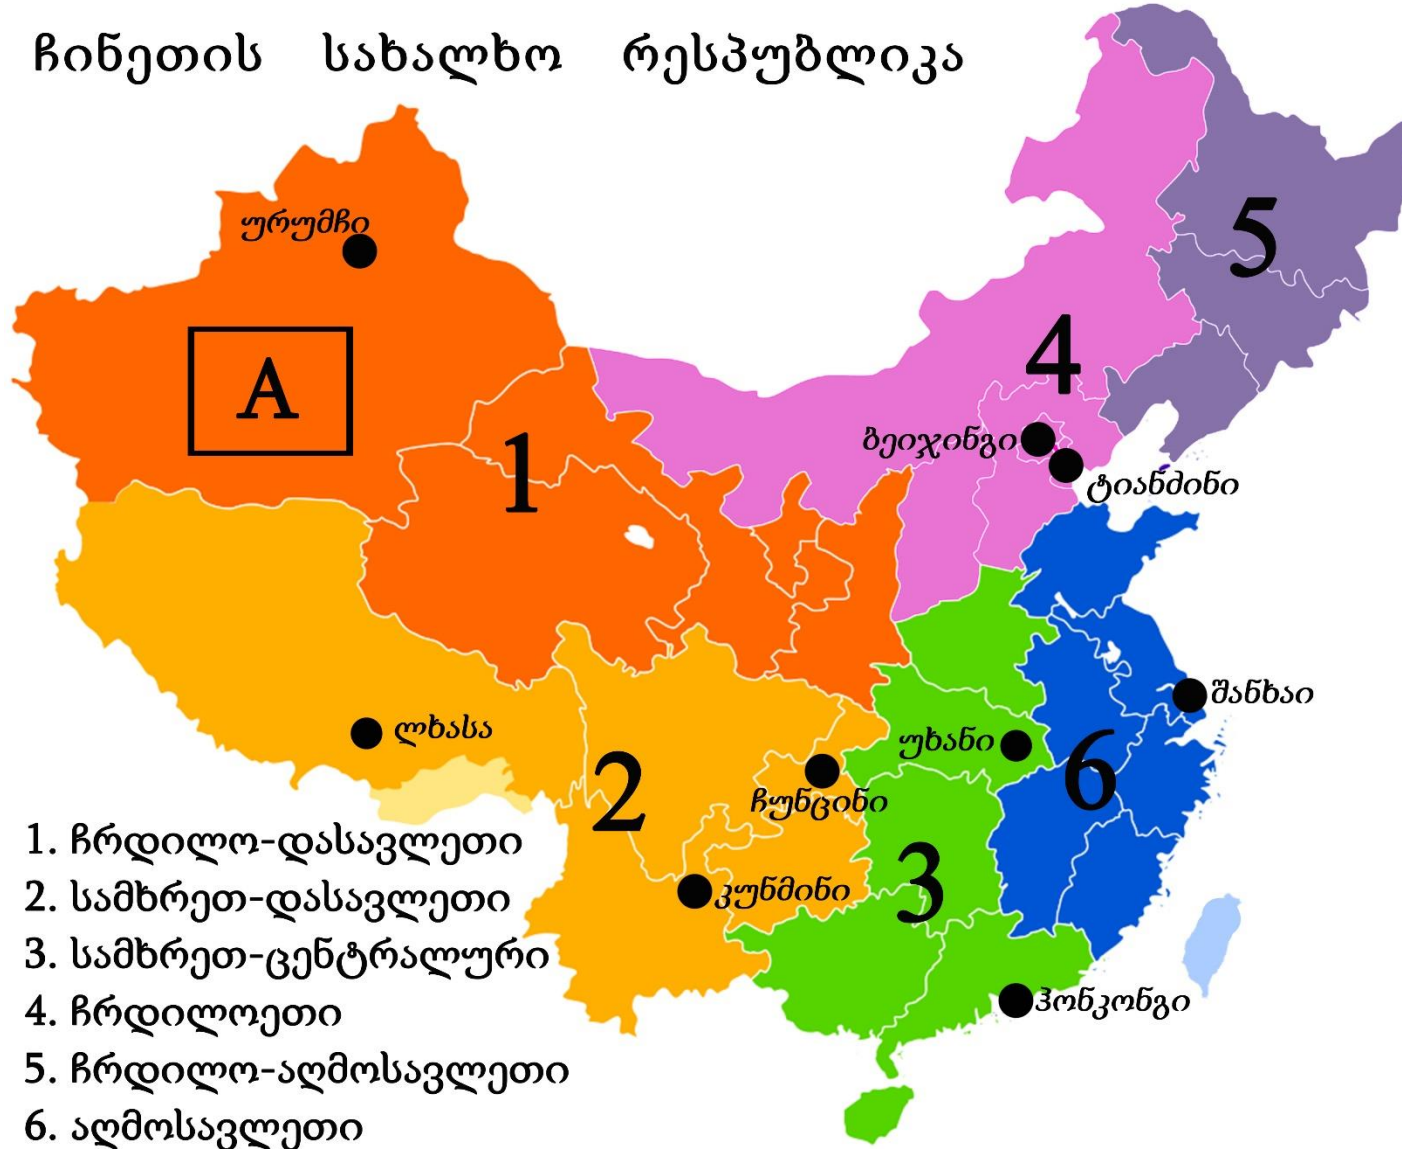 ჩინეთის სახალხო რესპუბლიკა
5
ურუმჩი
4
A
1
ბეიჯინგი
ტიანძინი
შანხაი
ლხასა
უხანი
6
2
ჩუნცინი
3
კუნმინი
ჰონკონგი
1. ჩრდილო-დასავლეთი
2. სამხრეთ-დასავლეთი
3. სამხრეთ-ცენტრალური
4. ჩრდილოეთი
5. ჩრდილო-აღმოსავლეთი
6. აღმოსავლეთი